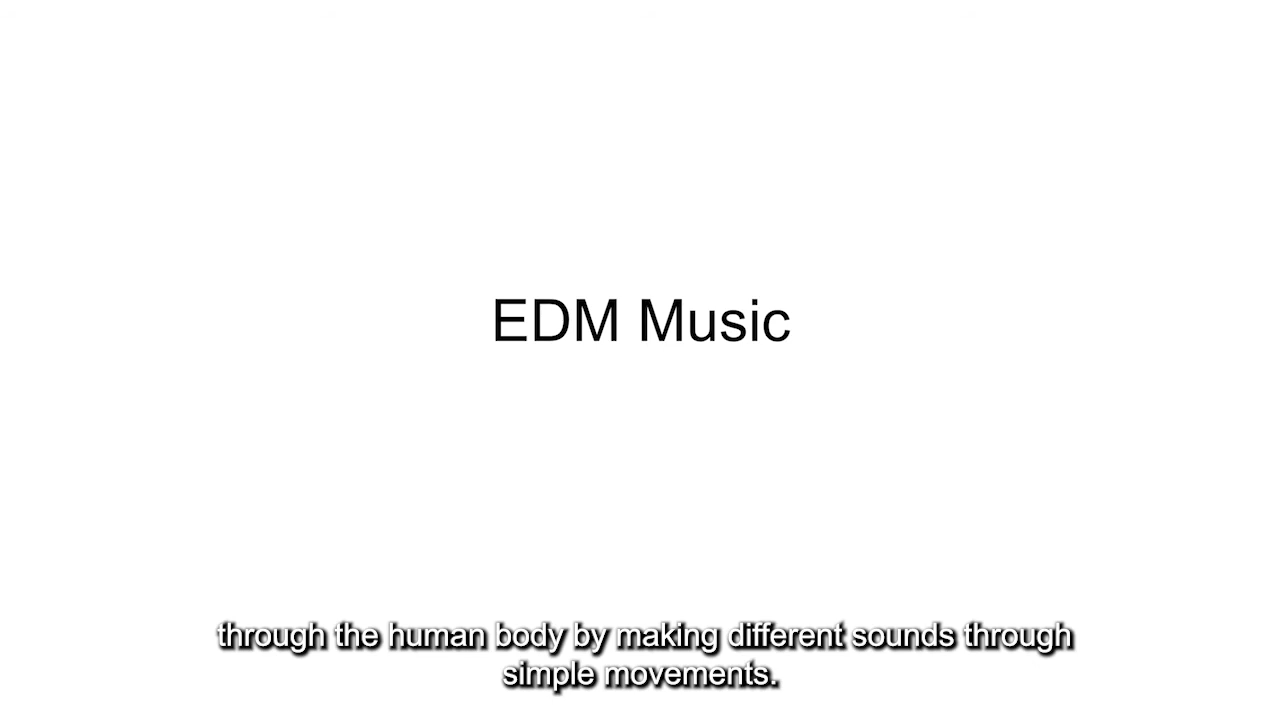 EDM Music
through the human body by making different sounds through
simple movements.